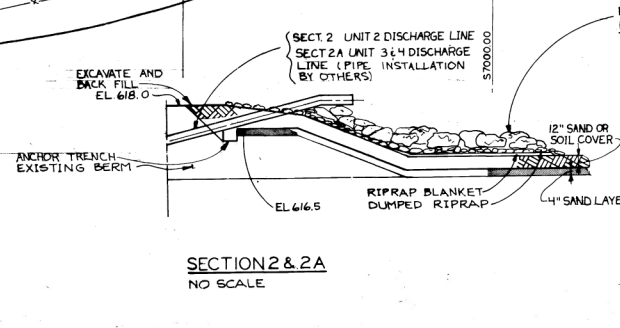 SECT. 2 UNIT 2 DISCHARGE LINE
SECT 2A UNIT 3 & 4 DISCHARGE
LINE (PIPE INSTALLATION
BY OTHERS)
S7000.00
EXCAVATE AND
BACK FILL
EL. 618.0
12" SAND OR
SOIL COVER
ANCHOR TRENCH
EXISTING BERM
RIPRAP BLANKET
DUMPED RIPRAP
EL 616.5
4" SAND LAYE
SECTION 2 & 2A
NO SCALE